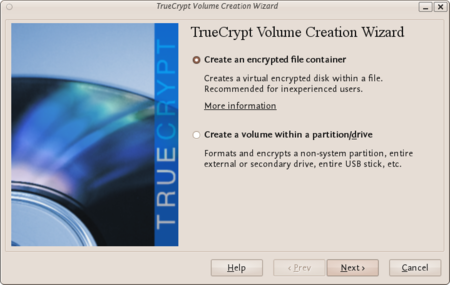 TrueCrypt Volume Creation Wizard
TRUECRYPT
TrueCrypt Volume Creation Wizard
Create an encrypted file container
Creates a virtual encrypted disk within a file.
Recommended for inexperienced users.
More information
Create a volume within a partition/drive
Formats and encrypts a non-system partition, entire
external or secondary drive, entire USB stick, etc.
Help
< Prev
Next >
Cancel